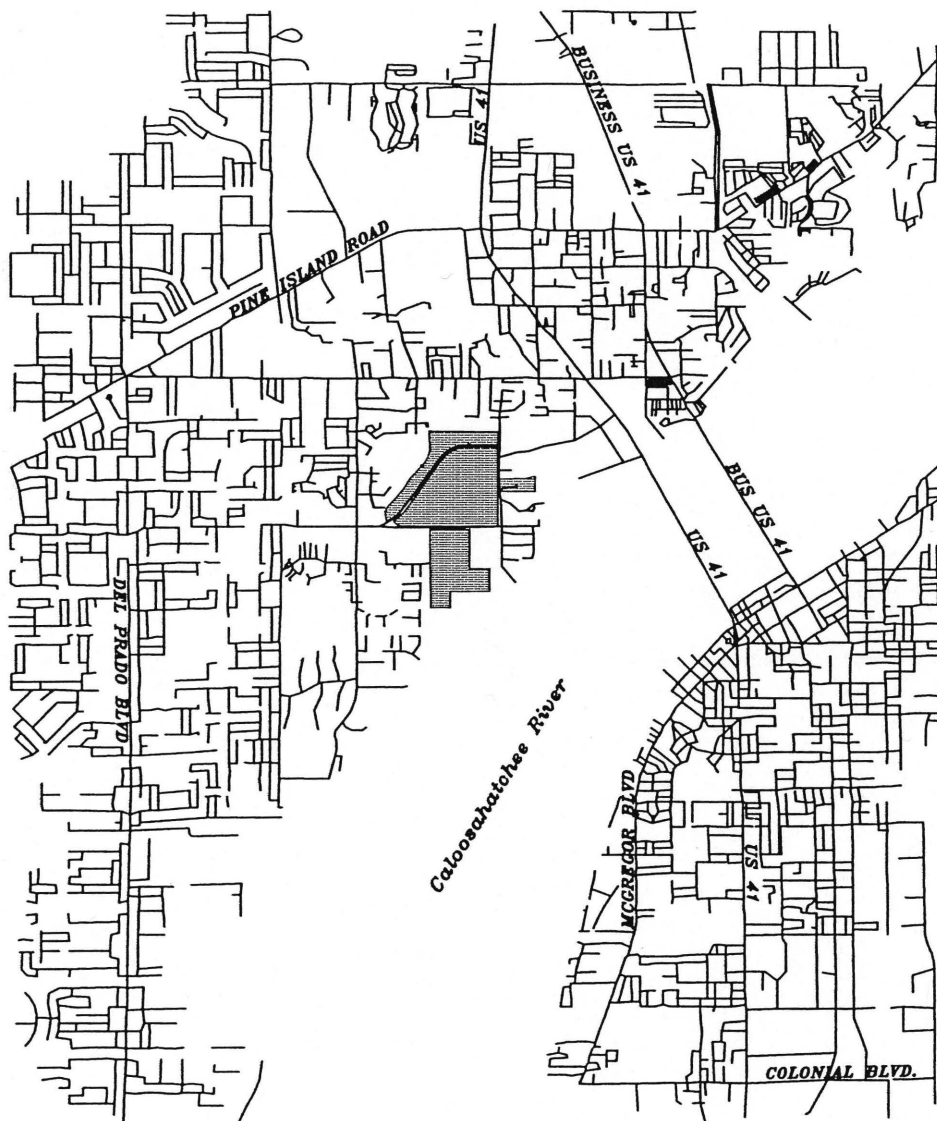 US 41
BUSINESS US 41
PINE ISLAND ROAD
BUS US 41
US 41
DEL PRADO BLVD
Caloosahatchee River
MCGREGOR BLVD
US 41
COLONIAL BLVD.